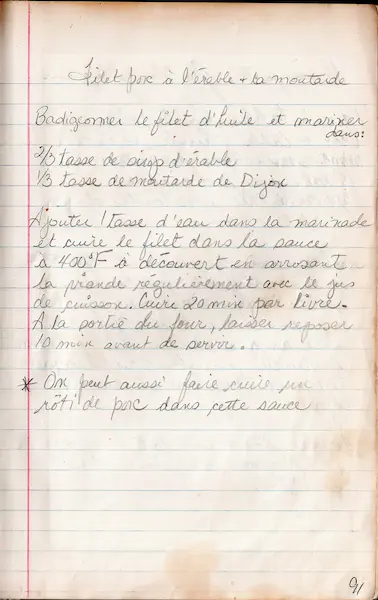 Filet porc à l'érable + la moutarde
Badigeonner le filet d'huile et mariner
dans:
2/3 tasse de sirop d'érable
1/3 tasse de moutarde de Dijon
Ajouter 1 tasse d'eau dans la marinade
et cuire le filet dans la sauce
à 400°F à découvert en arrosant
la viande régulièrement avec le jus
de cuisson. Cuire 20 min par livre.
À la sortie du four, laisser reposer
10 min avant de servir.
* On peut aussi faire cuire un
rôti de porc dans cette sauce
91